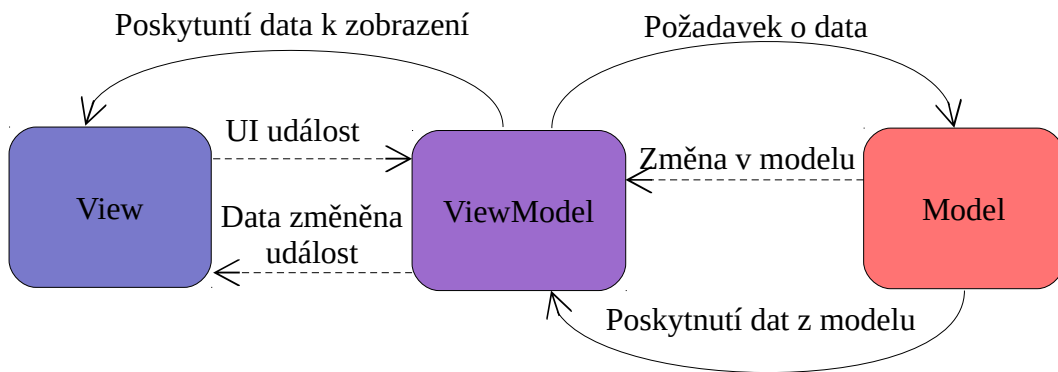 Poskytuntí data k zobrazení
Požadavek o data
UI událost
Změna v modelu
View
ViewModel
Model
Data změněna
událost
Poskytnutí dat z modelu